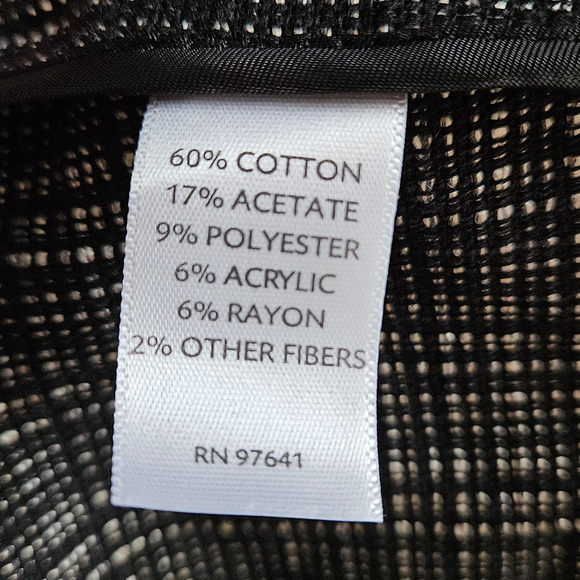 60% COTTON
17% ACETATE
9% POLYESTER
6% ACRYLIC
6% RAYON
2% OTHER FIBERS
RN 97641